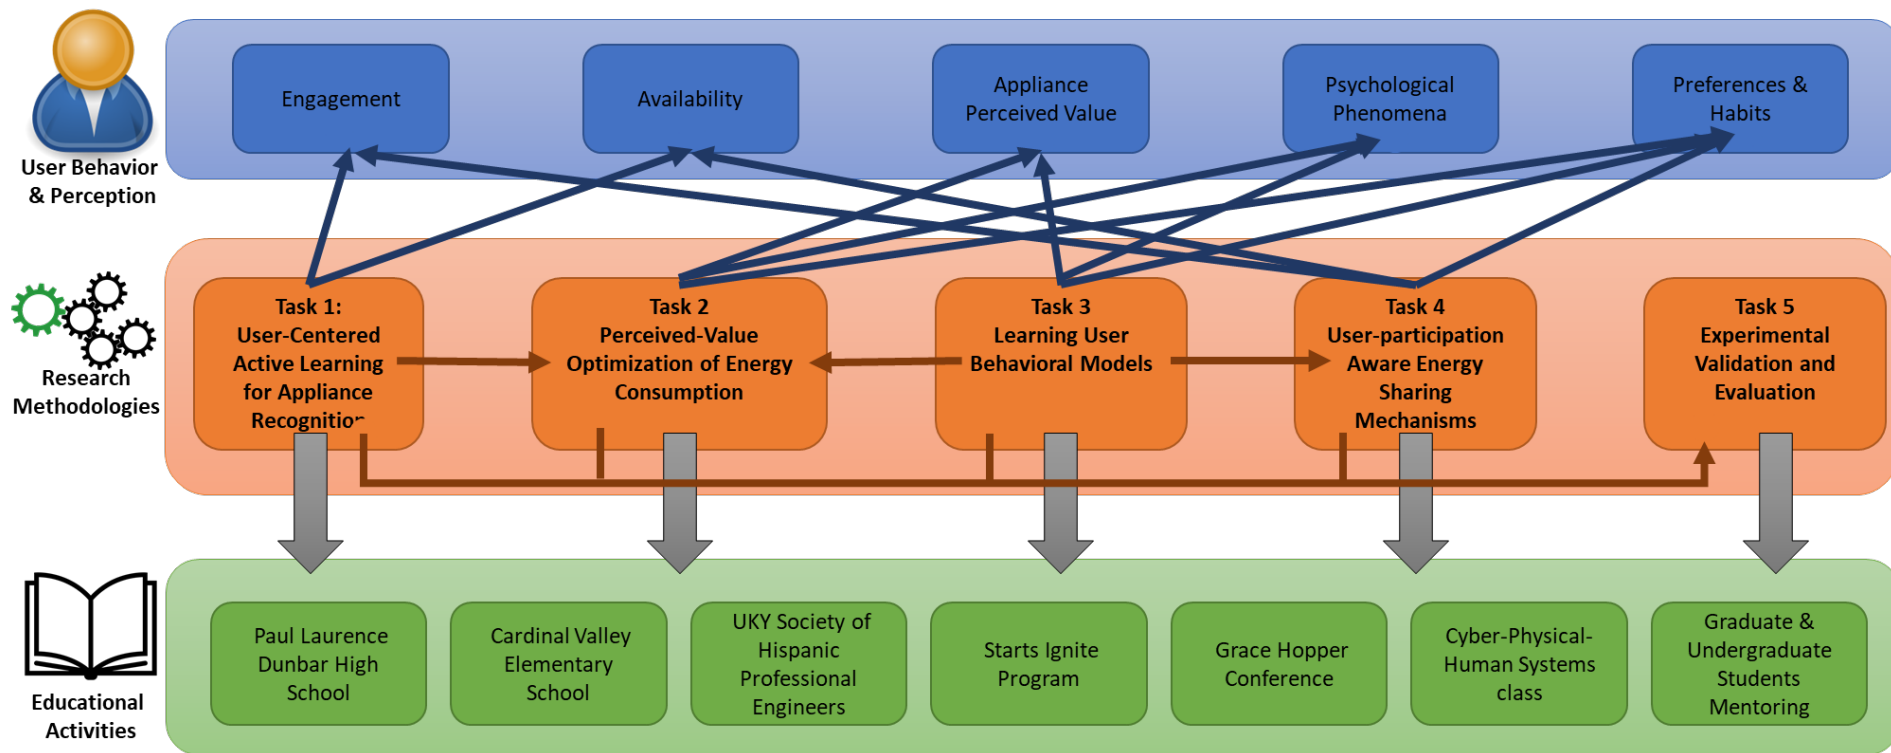 Engagement
Availability
Appliance
Perceived Value
Psychological
Phenomena
Preferences &
Habits
User Behavior
& Perception
Task 1:
User-Centered
Active Learning
for Appliance
Recognition
Task 2
Perceived-Value
Optimization of Energy
Consumption
Task 3
Learning User
Behavioral Models
Task 4
User-participation
Aware Energy
Sharing
Mechanisms
Task 5
Experimental
Validation and
Evaluation
Research
Methodologies
Paul Laurence
Dunbar High
School
Cardinal Valley
Elementary
School
UKY Society of
Hispanic
Professional
Engineers
Starts Ignite
Program
Grace Hopper
Conference
Cyber-Physical-
Human Systems
class
Graduate &
Undergraduate
Students
Mentoring
Educational
Activities